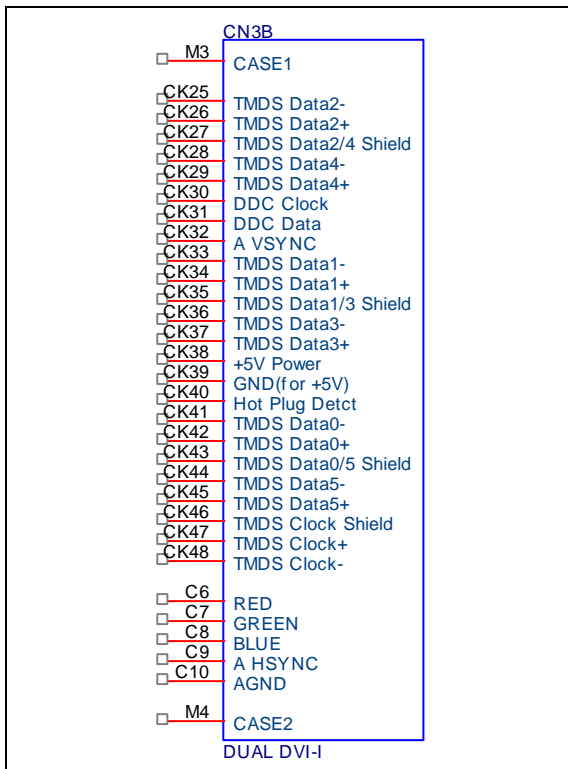 CN3B
M3 CASE1
CK25 TMDS Data2-
CK26 TMDS Data2+
CK27 TMDS Data2/4 Shield
CK28 TMDS Data4-
CK29 TMDS Data4+
CK30 DDC Clock
CK31 DDC Data
CK32 A VSYNC
CK33 TMDS Data1-
CK34 TMDS Data1+
CK35 TMDS Data1/3 Shield
CK36 TMDS Data3-
CK37 TMDS Data3+
CK38 +5V Power
CK39 GND(for +5V)
CK40 Hot Plug Detct
CK41 TMDS Data0-
CK42 TMDS Data0+
CK43 TMDS Data0/5 Shield
CK44 TMDS Data5-
CK45 TMDS Data5+
CK46 TMDS Clock Shield
CK47 TMDS Clock+
CK48 TMDS Clock-
C6 RED
C7 GREEN
C8 BLUE
C9 A HSYNC
C10 AGND
M4 CASE2
DUAL DVI-I